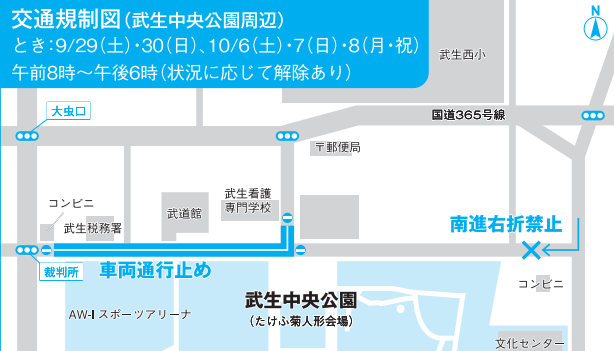 交通規制図(武生中央公園周辺)
とき:9/29(土)・30(日)、10/6(土)・7(日)・8(月・祝)
午前8時～午後6時(状況に応じて解除あり)
N
武生西小
大虫口
国道365号線
〒郵便局
コンビニ
武生税務署
武道館
武生看護
専門学校
南進右折禁止
裁判所
車両通行止め
コンビニ
武生中央公園
(たけふ菊人形会場)
AW-I スポーツアリーナ
文化センター